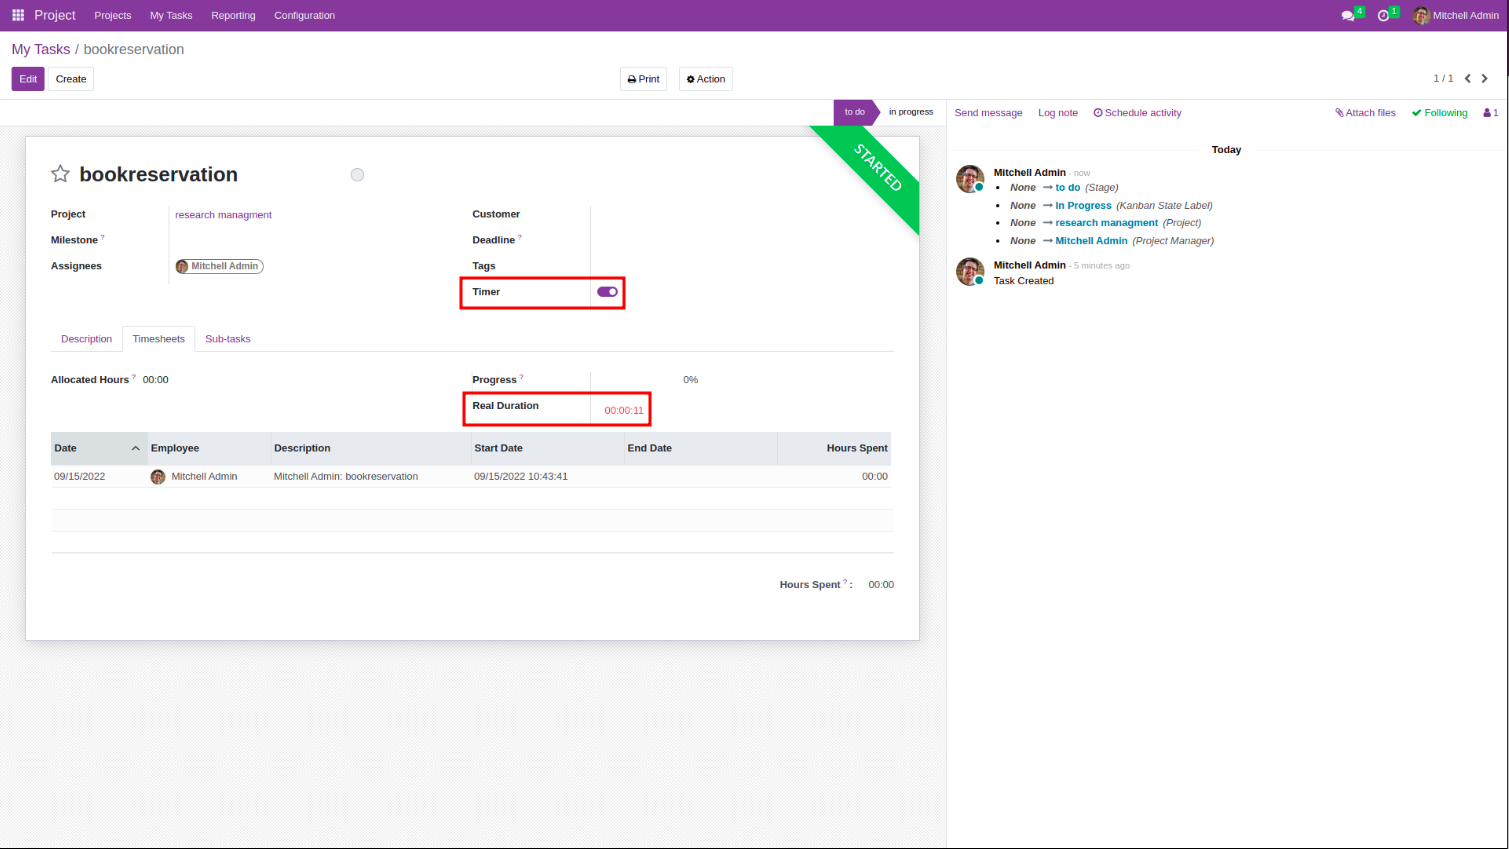 Project Projects My Tasks Reporting Configuration 4 1 Mitchell Admin
My Tasks / bookreservation
Edit Create Print Action 1 / 1
to do in progress
Send message Log note Schedule activity Attach files Following 1
STARTED
bookreservation
Project research managment
Milestone ?
Assignees Mitchell Admin
Customer
Deadline ?
Tags
Timer
Description Timesheets Sub-tasks
Allocated Hours ? 00:00
Progress ? 0%
Real Duration 00:00:11
Date Employee Description Start Date End Date Hours Spent
09/15/2022 Mitchell Admin Mitchell Admin: bookreservation 09/15/2022 10:43:41 00:00
Hours Spent ? : 00:00
Today
Mitchell Admin - now
• None → to do (Stage)
• None → In Progress (Kanban State Label)
• None → research managment (Project)
• None → Mitchell Admin (Project Manager)
Mitchell Admin - 5 minutes ago
Task Created